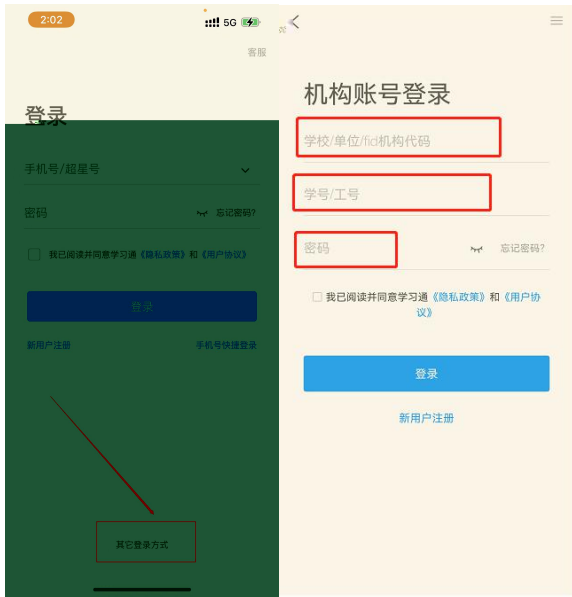 2:02
5G
客服
登录
手机号/超星号
密码
忘记密码?
我已阅读并同意学习通《隐私政策》和《用户协议》
登录
新用户注册
手机号快捷登录
其它登录方式
机构账号登录
学校/单位/fid机构代码
学号/工号
密码
忘记密码?
我已阅读并同意学习通《隐私政策》和《用户协
议》
登录
新用户注册